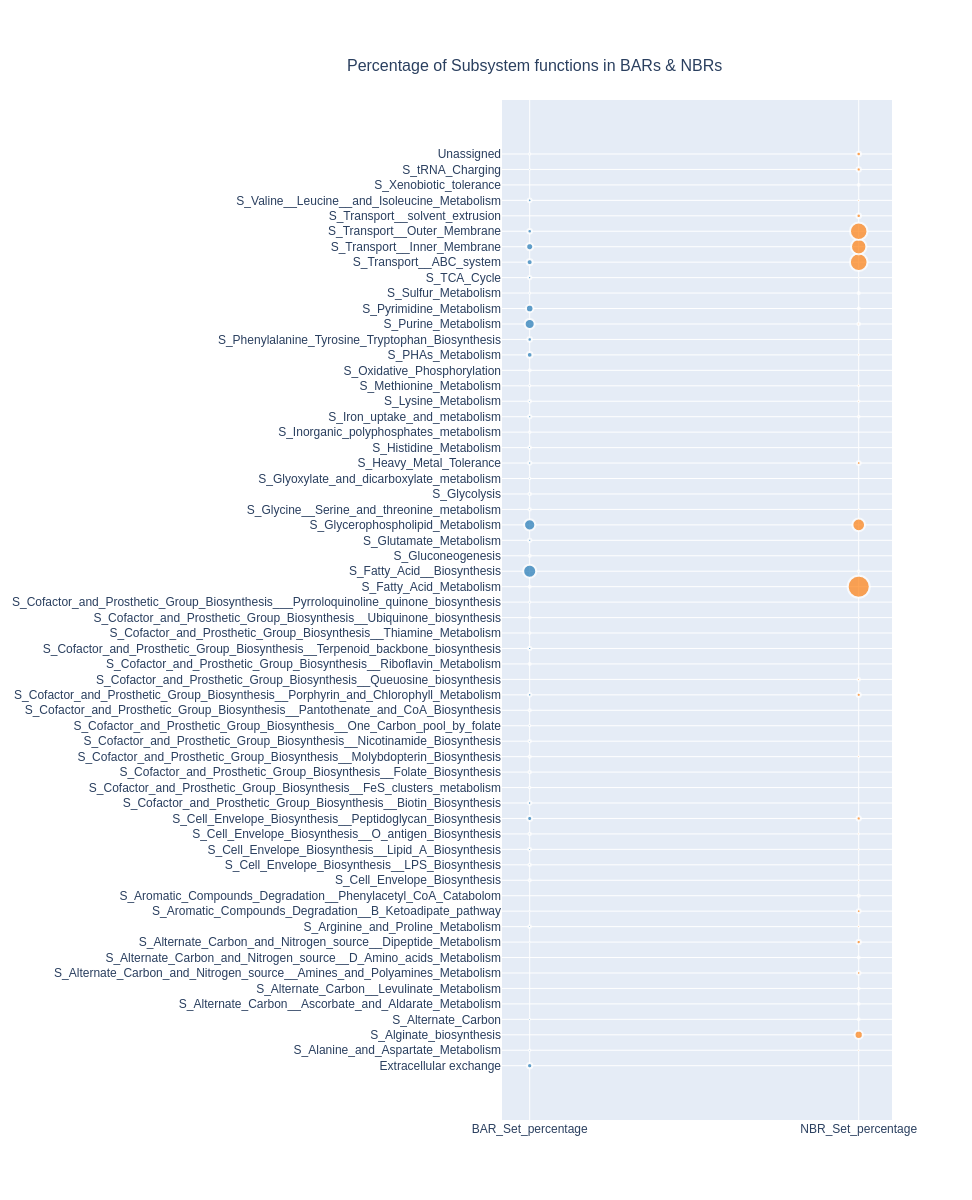 Percentage of Subsystem functions in BARs & NBRs
Unassigned
S_tRNA_Charging
S_Xenobiotic_tolerance
S_Valine__Leucine__and_Isoleucine_Metabolism
S_Transport__solvent_extrusion
S_Transport__Outer_Membrane
S_Transport__Inner_Membrane
S_Transport__ABC_system
S_TCA_Cycle
S_Sulfur_Metabolism
S_Pyrimidine_Metabolism
S_Purine_Metabolism
S_Phenylalanine_Tyrosine_Tryptophan_Biosynthesis
S_PHAs_Metabolism
S_Oxidative_Phosphorylation
S_Methionine_Metabolism
S_Lysine_Metabolism
S_Iron_uptake_and_metabolism
S_Inorganic_polyphosphates_metabolism
S_Histidine_Metabolism
S_Heavy_Metal_Tolerance
S_Glyoxylate_and_dicarboxylate_metabolism
S_Glycolysis
S_Glycine__Serine_and_threonine_metabolism
S_Glycerophospholipid_Metabolism
S_Glutamate_Metabolism
S_Gluconeogenesis
S_Fatty_Acid__Biosynthesis
S_Fatty_Acid_Metabolism
S_Cofactor_and_Prosthetic_Group_Biosynthesis___Pyrroloquinoline_quinone_biosynthesis
S_Cofactor_and_Prosthetic_Group_Biosynthesis__Ubiquinone_biosynthesis
S_Cofactor_and_Prosthetic_Group_Biosynthesis__Thiamine_Metabolism
S_Cofactor_and_Prosthetic_Group_Biosynthesis__Terpenoid_backbone_biosynthesis
S_Cofactor_and_Prosthetic_Group_Biosynthesis__Riboflavin_Metabolism
S_Cofactor_and_Prosthetic_Group_Biosynthesis__Queuosine_biosynthesis
S_Cofactor_and_Prosthetic_Group_Biosynthesis__Porphyrin_and_Chlorophyll_Metabolism
S_Cofactor_and_Prosthetic_Group_Biosynthesis__Pantothenate_and_CoA_Biosynthesis
S_Cofactor_and_Prosthetic_Group_Biosynthesis__One_Carbon_pool_by_folate
S_Cofactor_and_Prosthetic_Group_Biosynthesis__Nicotinamide_Biosynthesis
S_Cofactor_and_Prosthetic_Group_Biosynthesis__Molybdopterin_Biosynthesis
S_Cofactor_and_Prosthetic_Group_Biosynthesis__Folate_Biosynthesis
S_Cofactor_and_Prosthetic_Group_Biosynthesis__FeS_clusters_metabolism
S_Cofactor_and_Prosthetic_Group_Biosynthesis__Biotin_Biosynthesis
S_Cell_Envelope_Biosynthesis__Peptidoglycan_Biosynthesis
S_Cell_Envelope_Biosynthesis__O_antigen_Biosynthesis
S_Cell_Envelope_Biosynthesis__Lipid_A_Biosynthesis
S_Cell_Envelope_Biosynthesis__LPS_Biosynthesis
S_Cell_Envelope_Biosynthesis
S_Aromatic_Compounds_Degradation__Phenylacetyl_CoA_Catabolom
S_Aromatic_Compounds_Degradation__B_Ketoadipate_pathway
S_Arginine_and_Proline_Metabolism
S_Alternate_Carbon_and_Nitrogen_source__Dipeptide_Metabolism
S_Alternate_Carbon_and_Nitrogen_source__D_Amino_acids_Metabolism
S_Alternate_Carbon_and_Nitrogen_source__Amines_and_Polyamines_Metabolism
S_Alternate_Carbon__Levulinate_Metabolism
S_Alternate_Carbon__Ascorbate_and_Aldarate_Metabolism
S_Alternate_Carbon
S_Alginate_biosynthesis
S_Alanine_and_Aspartate_Metabolism
Extracellular exchange
BAR_Set_percentage NBR_Set_percentage